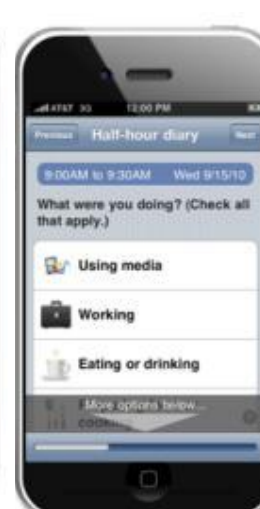 AT&T 3G 12:00 PM
Previous Half-hour diary Next
9:00AM to 9:30AM Wed 9/15/10
What were you doing? (Check all
that apply.)
Using media
Working
Eating or drinking
More options below...
cooking